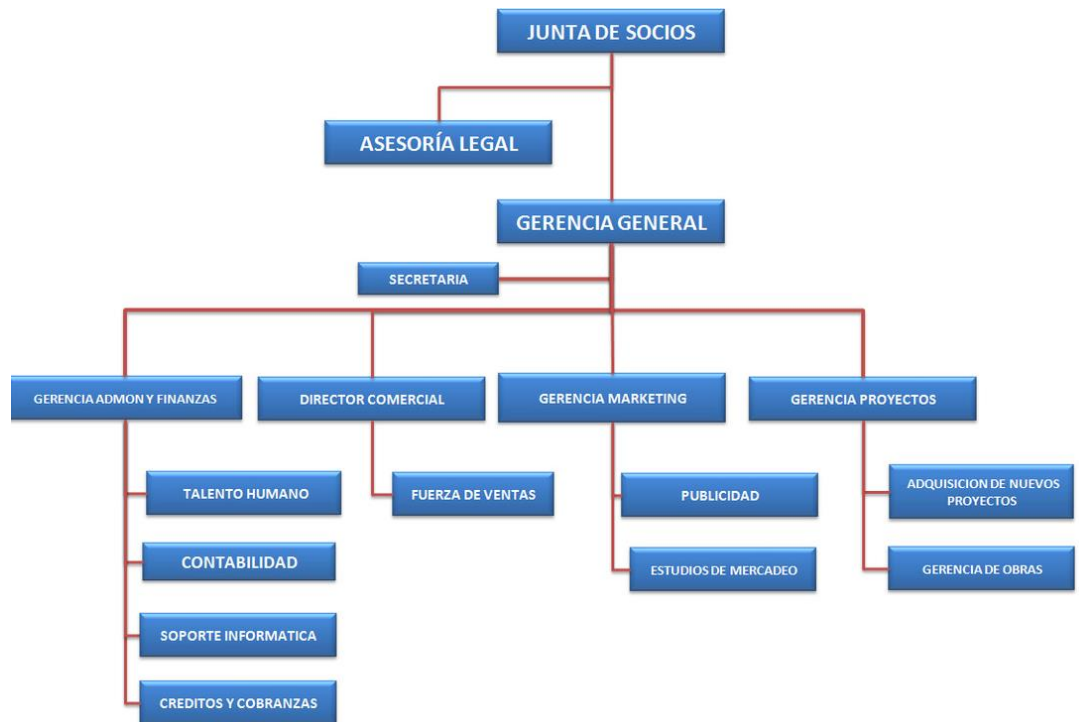 JUNTA DE SOCIOS
ASESORÍA LEGAL
GERENCIA GENERAL
SECRETARIA
GERENCIA ADMON Y FINANZAS
DIRECTOR COMERCIAL
GERENCIA MARKETING
GERENCIA PROYECTOS
TALENTO HUMANO
FUERZA DE VENTAS
PUBLICIDAD
ADQUISICION DE NUEVOS
PROYECTOS
CONTABILIDAD
ESTUDIOS DE MERCADEO
GERENCIA DE OBRAS
SOPORTE INFORMATICA
CREDITOS Y COBRANZAS